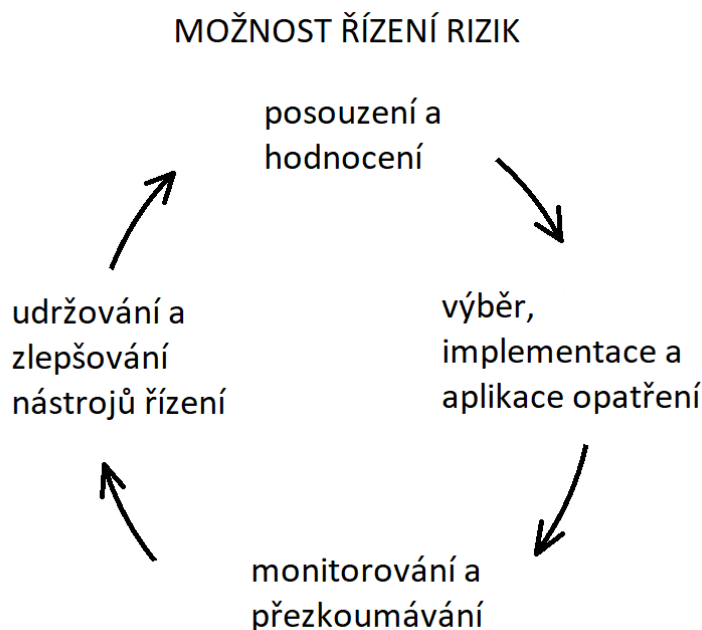 MOŽNOST ŘÍZENÍ RIZIK
posouzení a
hodnocení
výběr,
implementace a
aplikace opatření
monitorování a
přezkoumávání
udržování a
zlepšování
nástrojů řízení